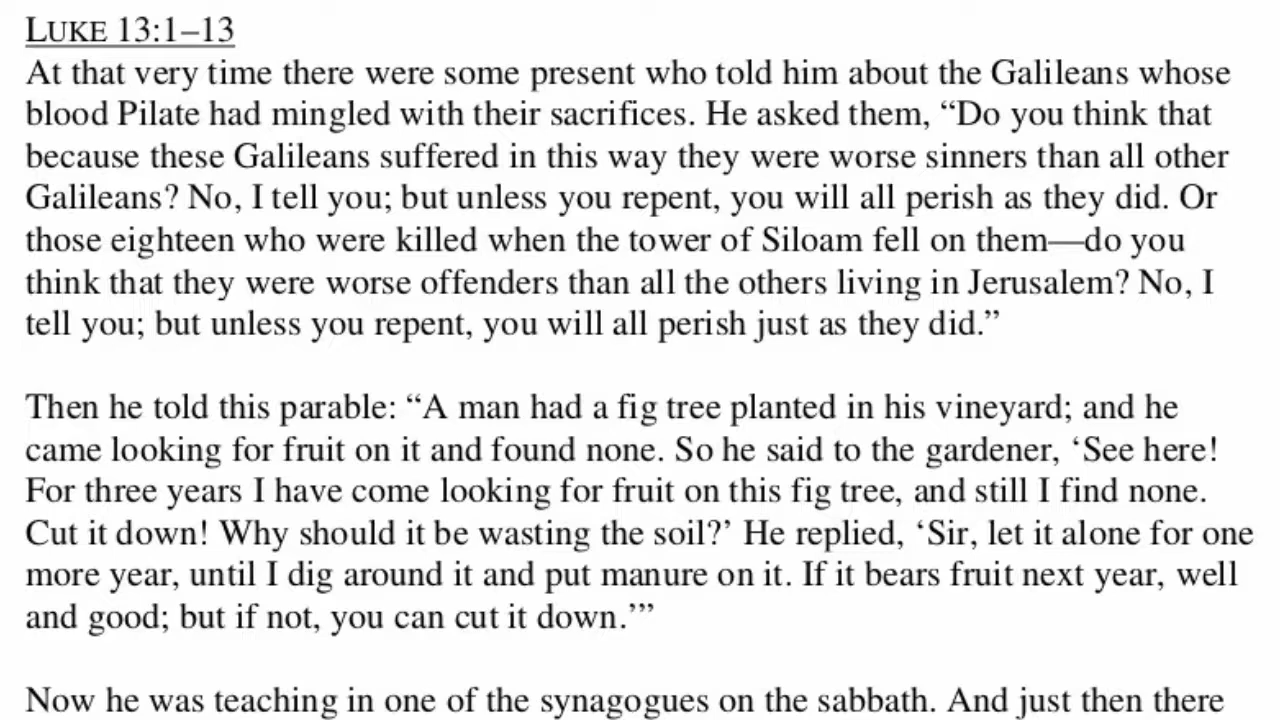 LUKE 13:1–13
At that very time there were some present who told him about the Galileans whose
blood Pilate had mingled with their sacrifices. He asked them, “Do you think that
because these Galileans suffered in this way they were worse sinners than all other
Galileans? No, I tell you; but unless you repent, you will all perish as they did. Or
those eighteen who were killed when the tower of Siloam fell on them—do you
think that they were worse offenders than all the others living in Jerusalem? No, I
tell you; but unless you repent, you will all perish just as they did.”
Then he told this parable: “A man had a fig tree planted in his vineyard; and he
came looking for fruit on it and found none. So he said to the gardener, ‘See here!
For three years I have come looking for fruit on this fig tree, and still I find none.
Cut it down! Why should it be wasting the soil?’ He replied, ‘Sir, let it alone for one
more year, until I dig around it and put manure on it. If it bears fruit next year, well
and good; but if not, you can cut it down.’”
Now he was teaching in one of the synagogues on the sabbath. And just then there